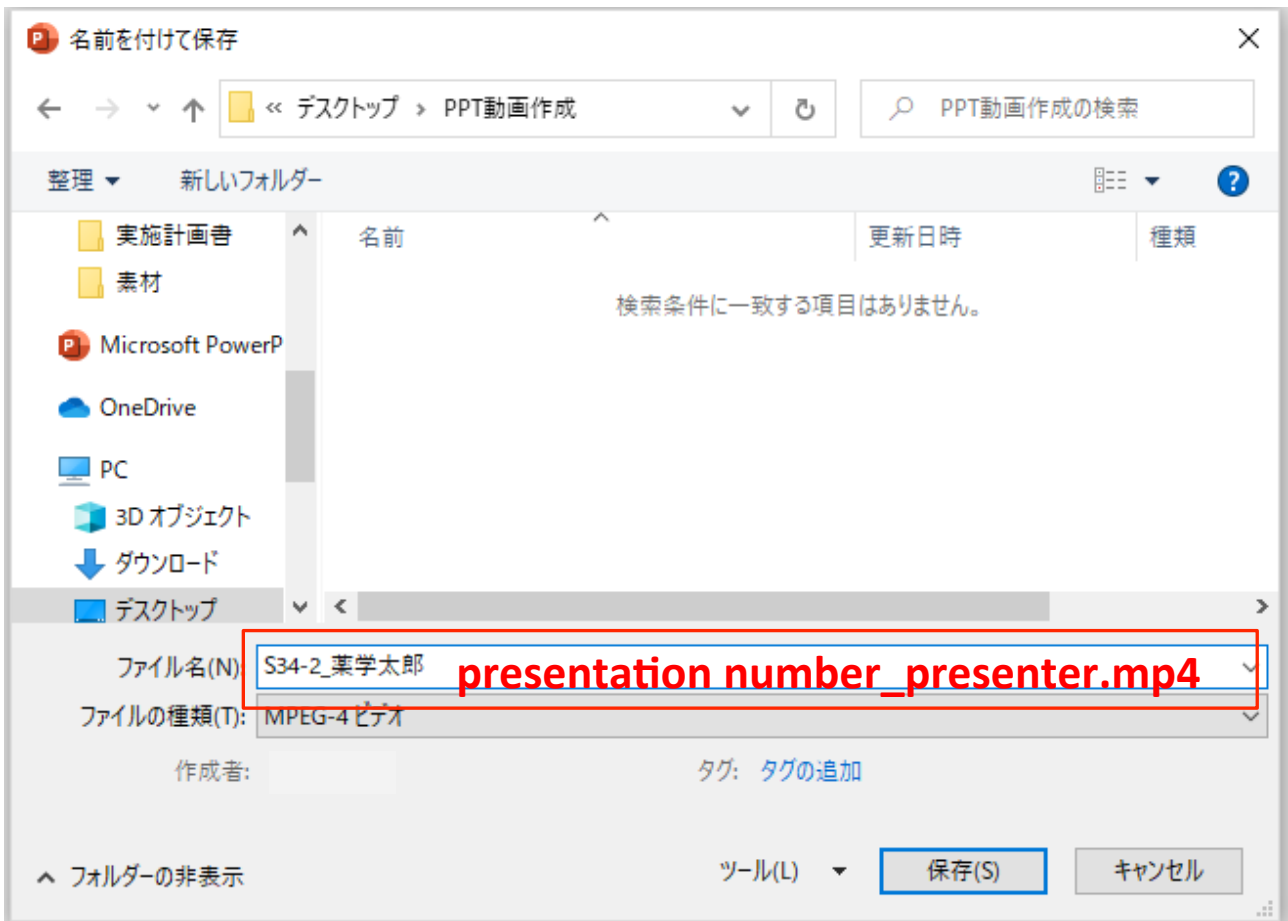 名前を付けて保存
« デスクトップ › PPT動画作成
PPT動画作成の検索
整理
新しいフォルダー
実施計画書
素材
Microsoft PowerP
OneDrive
PC
3D オブジェクト
ダウンロード
デスクトップ
名前
更新日時
種類
検索条件に一致する項目はありません。
ファイル名(N): S34-2_薬学太郎
presentation number_presenter.mp4
ファイルの種類(T): MPEG-4 ビデオ
作成者:
タグ: タグの追加
フォルダーの非表示
ツール(L)
保存(S)
キャンセル